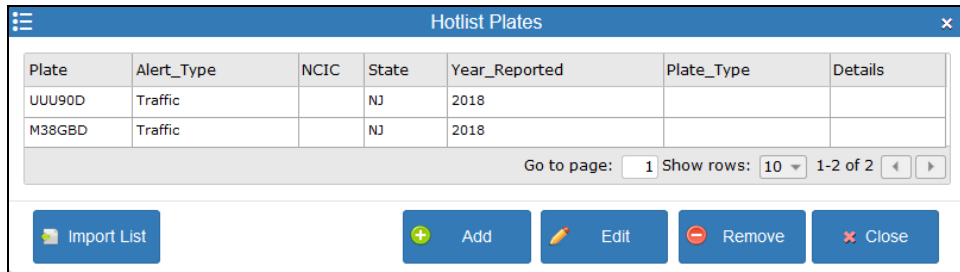 Hotlist Plates
Plate Alert_Type NCIC State Year_Reported Plate_Type Details
UUU90D Traffic NJ 2018
M38GBD Traffic NJ 2018
Go to page: 1 Show rows: 10 1-2 of 2
Import List Add Edit Remove Close